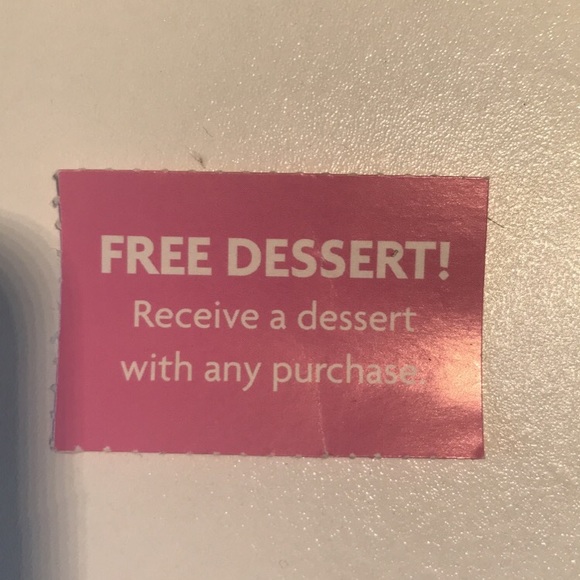 FREE DESSERT!
Receive a dessert
with any purchase.